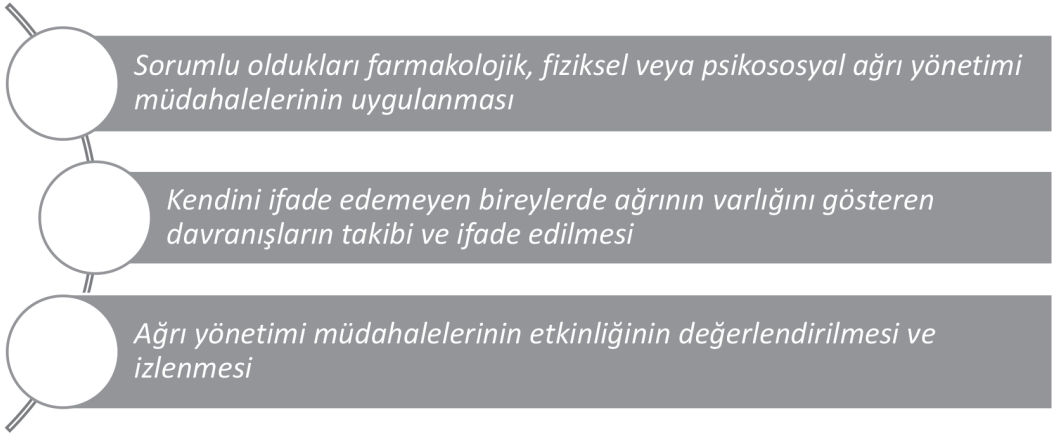 Sorumlu oldukları farmakolojik, fiziksel veya psikososyal ağrı yönetimi
müdahalelerinin uygulanması
Kendini ifade edemeyen bireylerde ağrının varlığını gösteren
davranışların takibi ve ifade edilmesi
Ağrı yönetimi müdahalelerinin etkinliğinin değerlendirilmesi ve
izlenmesi